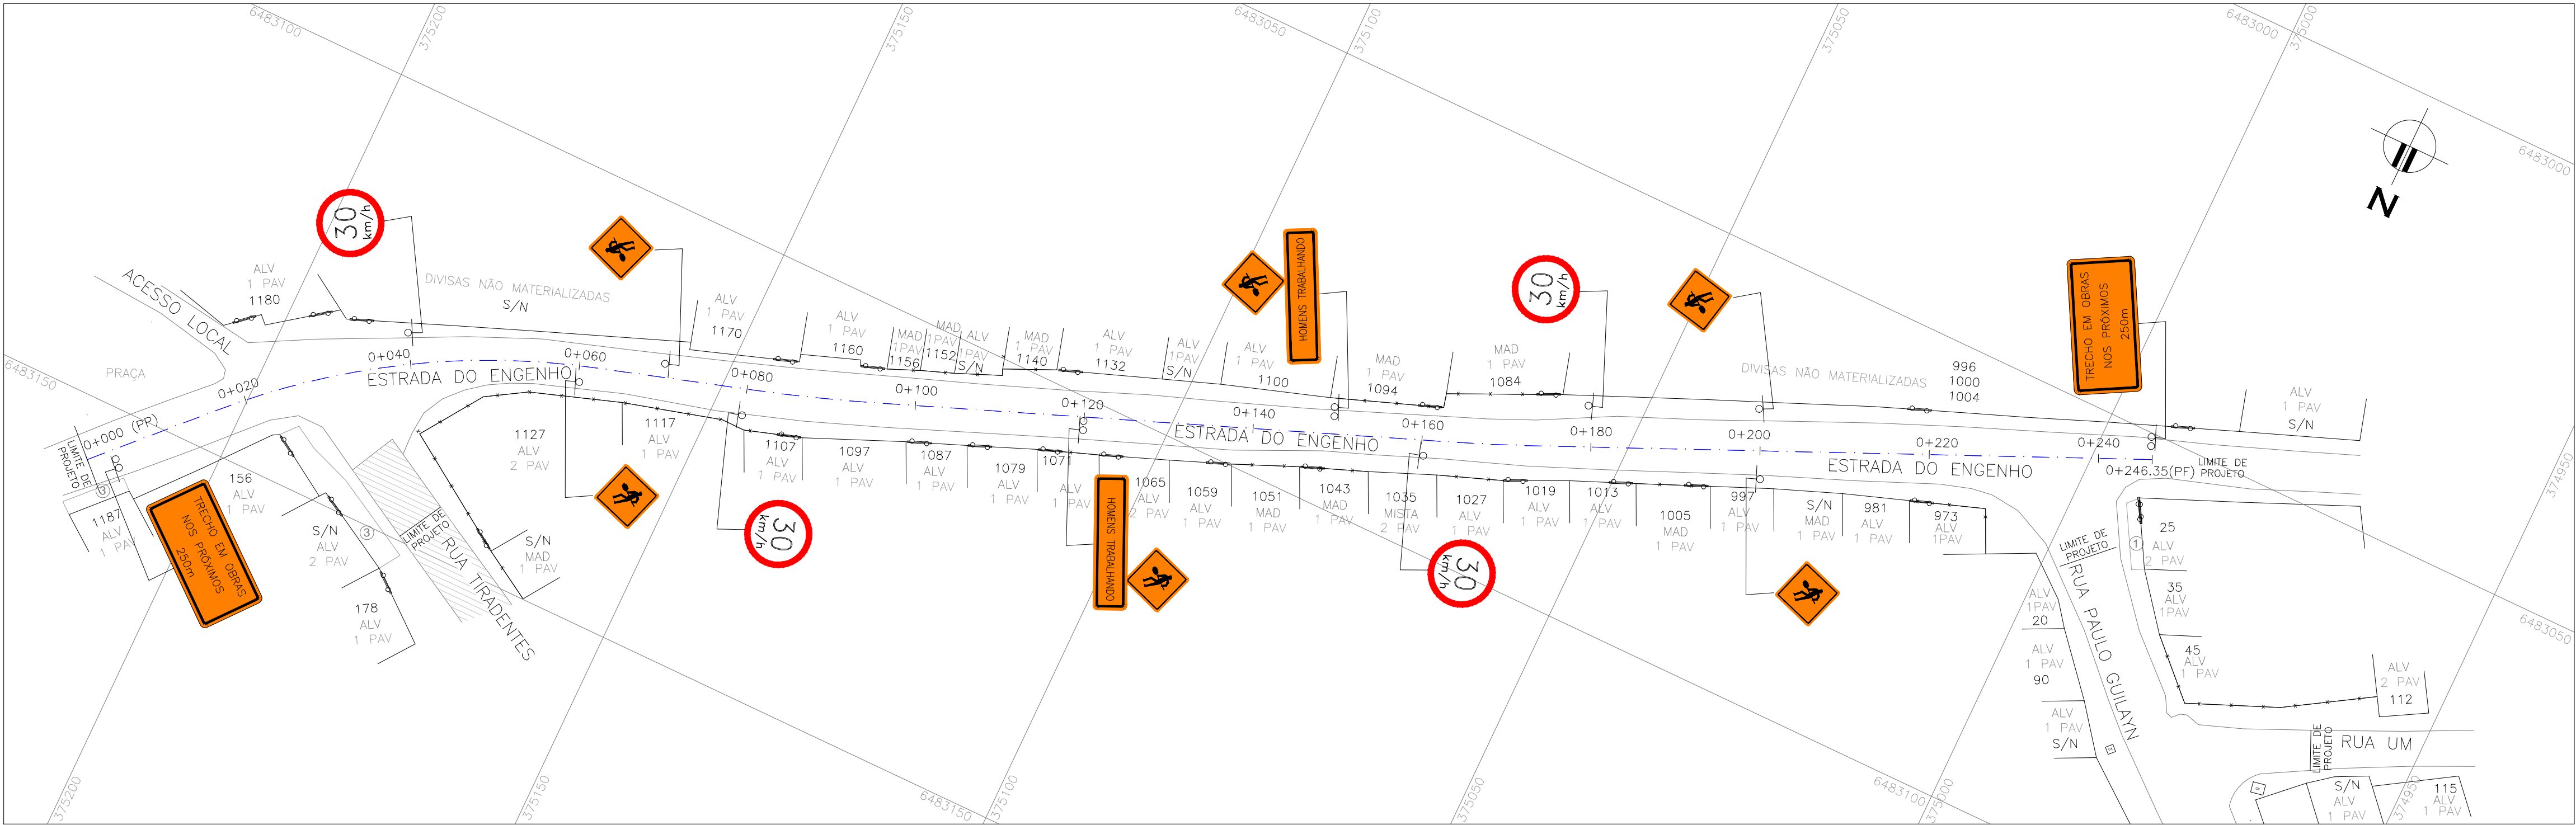 6483100
375200
375150
6483050
375100
375050
6483000
375000
6483000
N
30
km/h
ACESSO LOCAL
ALV
1 PAV
1180
DIVISAS NÃO MATERIALIZADAS
S/N
ALV
1 PAV
1170
ALV
1 PAV
1160
MAD
1PAV
1156
MAD
1PAV
1152
ALV
1PAV
S/N
MAD
1 PAV
1140
ALV
1 PAV
1132
ALV
1PAV
S/N
ALV
1 PAV
1100
HOMENS TRABALHANDO
MAD
1 PAV
1094
30
km/h
MAD
1 PAV
1084
DIVISAS NÃO MATERIALIZADAS
996
1000
1004
TRECHO EM OBRAS
NOS PRÓXIMOS
250m
ALV
1 PAV
S/N
6483150
PRAÇA
LIMITE DE
PROJETO
0+000 (PP)
0+020
0+040
0+060
0+080
0+100
0+120
0+140
0+160
0+180
0+200
0+220
0+240
0+246.35(PF)
LIMITE DE
PROJETO
ESTRADA DO ENGENHO
ESTRADA DO ENGENHO
ESTRADA DO ENGENHO
3
1187
ALV
1 PAV
TRECHO EM OBRAS
NOS PRÓXIMOS
250m
156
ALV
1 PAV
S/N
ALV
2 PAV
3
178
ALV
1 PAV
LIMITE DE
PROJETO
RUA TIRADENTES
S/N
MAD
1 PAV
1127
ALV
2 PAV
1117
ALV
1 PAV
1107
ALV
1 PAV
30
km/h
1097
ALV
1 PAV
1087
ALV
1 PAV
1079
ALV
1 PAV
1071
ALV
1 PAV
HOMENS TRABALHANDO
1065
ALV
2 PAV
1059
ALV
1 PAV
1051
MAD
1 PAV
1043
MAD
1 PAV
1035
MISTA
2 PAV
30
km/h
1027
ALV
1 PAV
1019
ALV
1 PAV
1013
ALV
1 PAV
1005
MAD
1 PAV
997
ALV
1 PAV
S/N
MAD
1 PAV
981
ALV
1 PAV
973
ALV
1PAV
LIMITE DE
PROJETO
RUA PAULO GUILAYN
1
25
ALV
2 PAV
35
ALV
1PAV
45
ALV
1 PAV
ALV
2 PAV
112
ALV
1PAV
20
ALV
1 PAV
90
ALV
1 PAV
S/N
LIMITE DE
PROJETO
RUA UM
S/N
ALV
1 PAV
115
ALV
1 PAV
6483050
375200
375150
6483150
375100
375050
6483100
375000
374950
374950